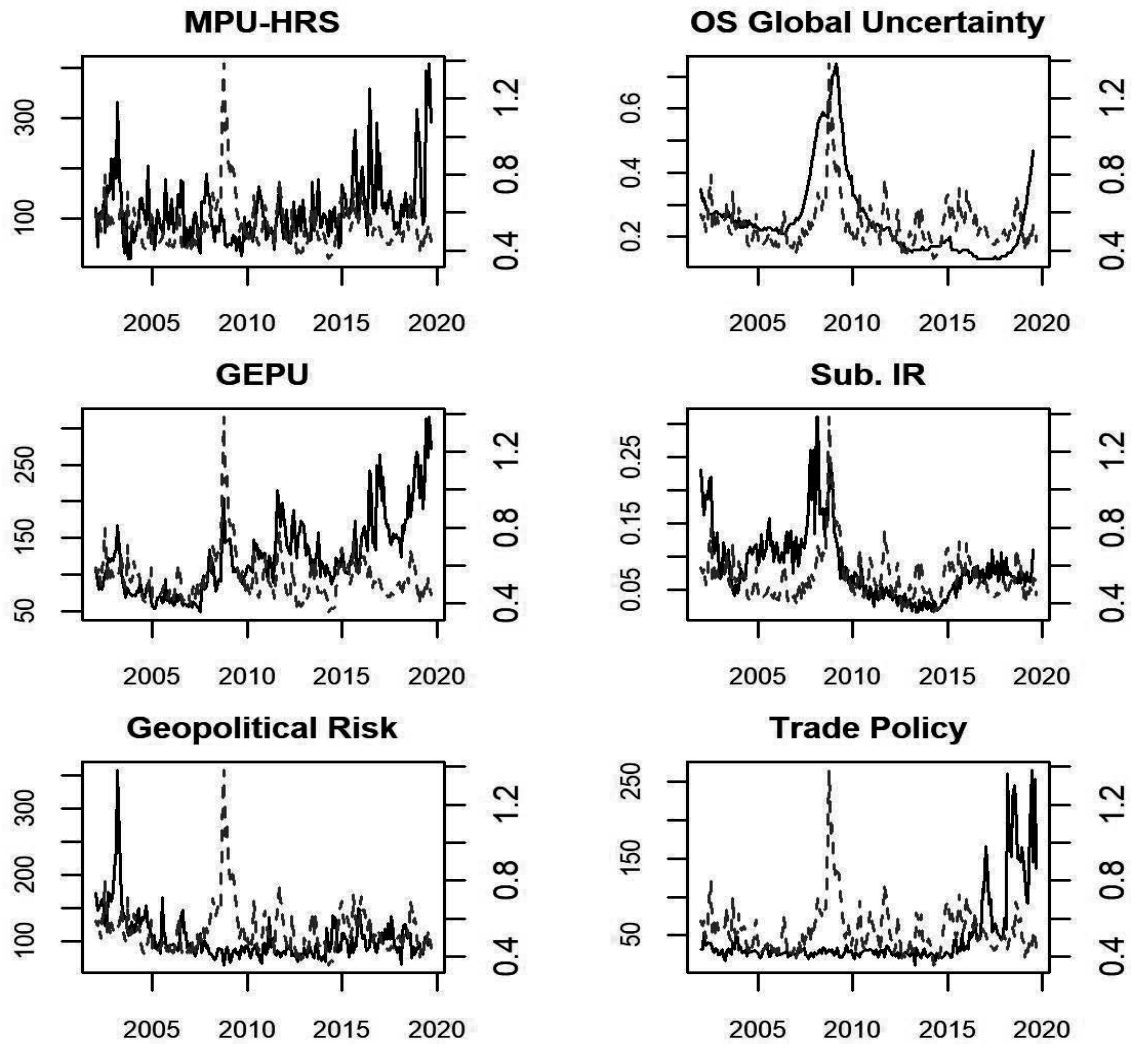 MPU-HRS
100 300
0.4 0.8 1.2
2005 2010 2015 2020
OS Global Uncertainty
0.2 0.4 0.6
0.4 0.8 1.2
2005 2010 2015 2020
GEPU
50 150 250
0.4 0.8 1.2
2005 2010 2015 2020
Sub. IR
0.05 0.15 0.25
0.4 0.8 1.2
2005 2010 2015 2020
Geopolitical Risk
100 200 300
0.4 0.8 1.2
2005 2010 2015 2020
Trade Policy
50 150 250
0.4 0.8 1.2
2005 2010 2015 2020